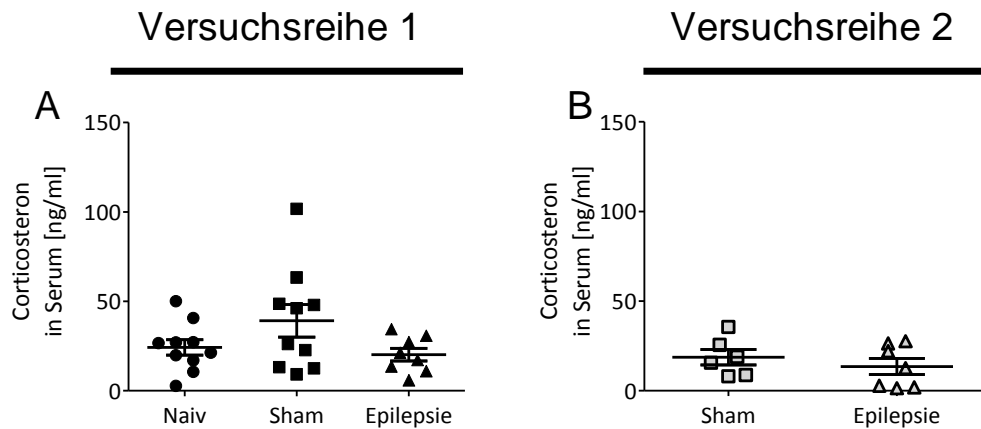 Versuchsreihe 1
Versuchsreihe 2
A
150
100
50
0
Corticosteron
in Serum [ng/ml]
Naiv Sham Epilepsie
B
150
100
50
0
Corticosteron
in Serum [ng/ml]
Sham Epilepsie